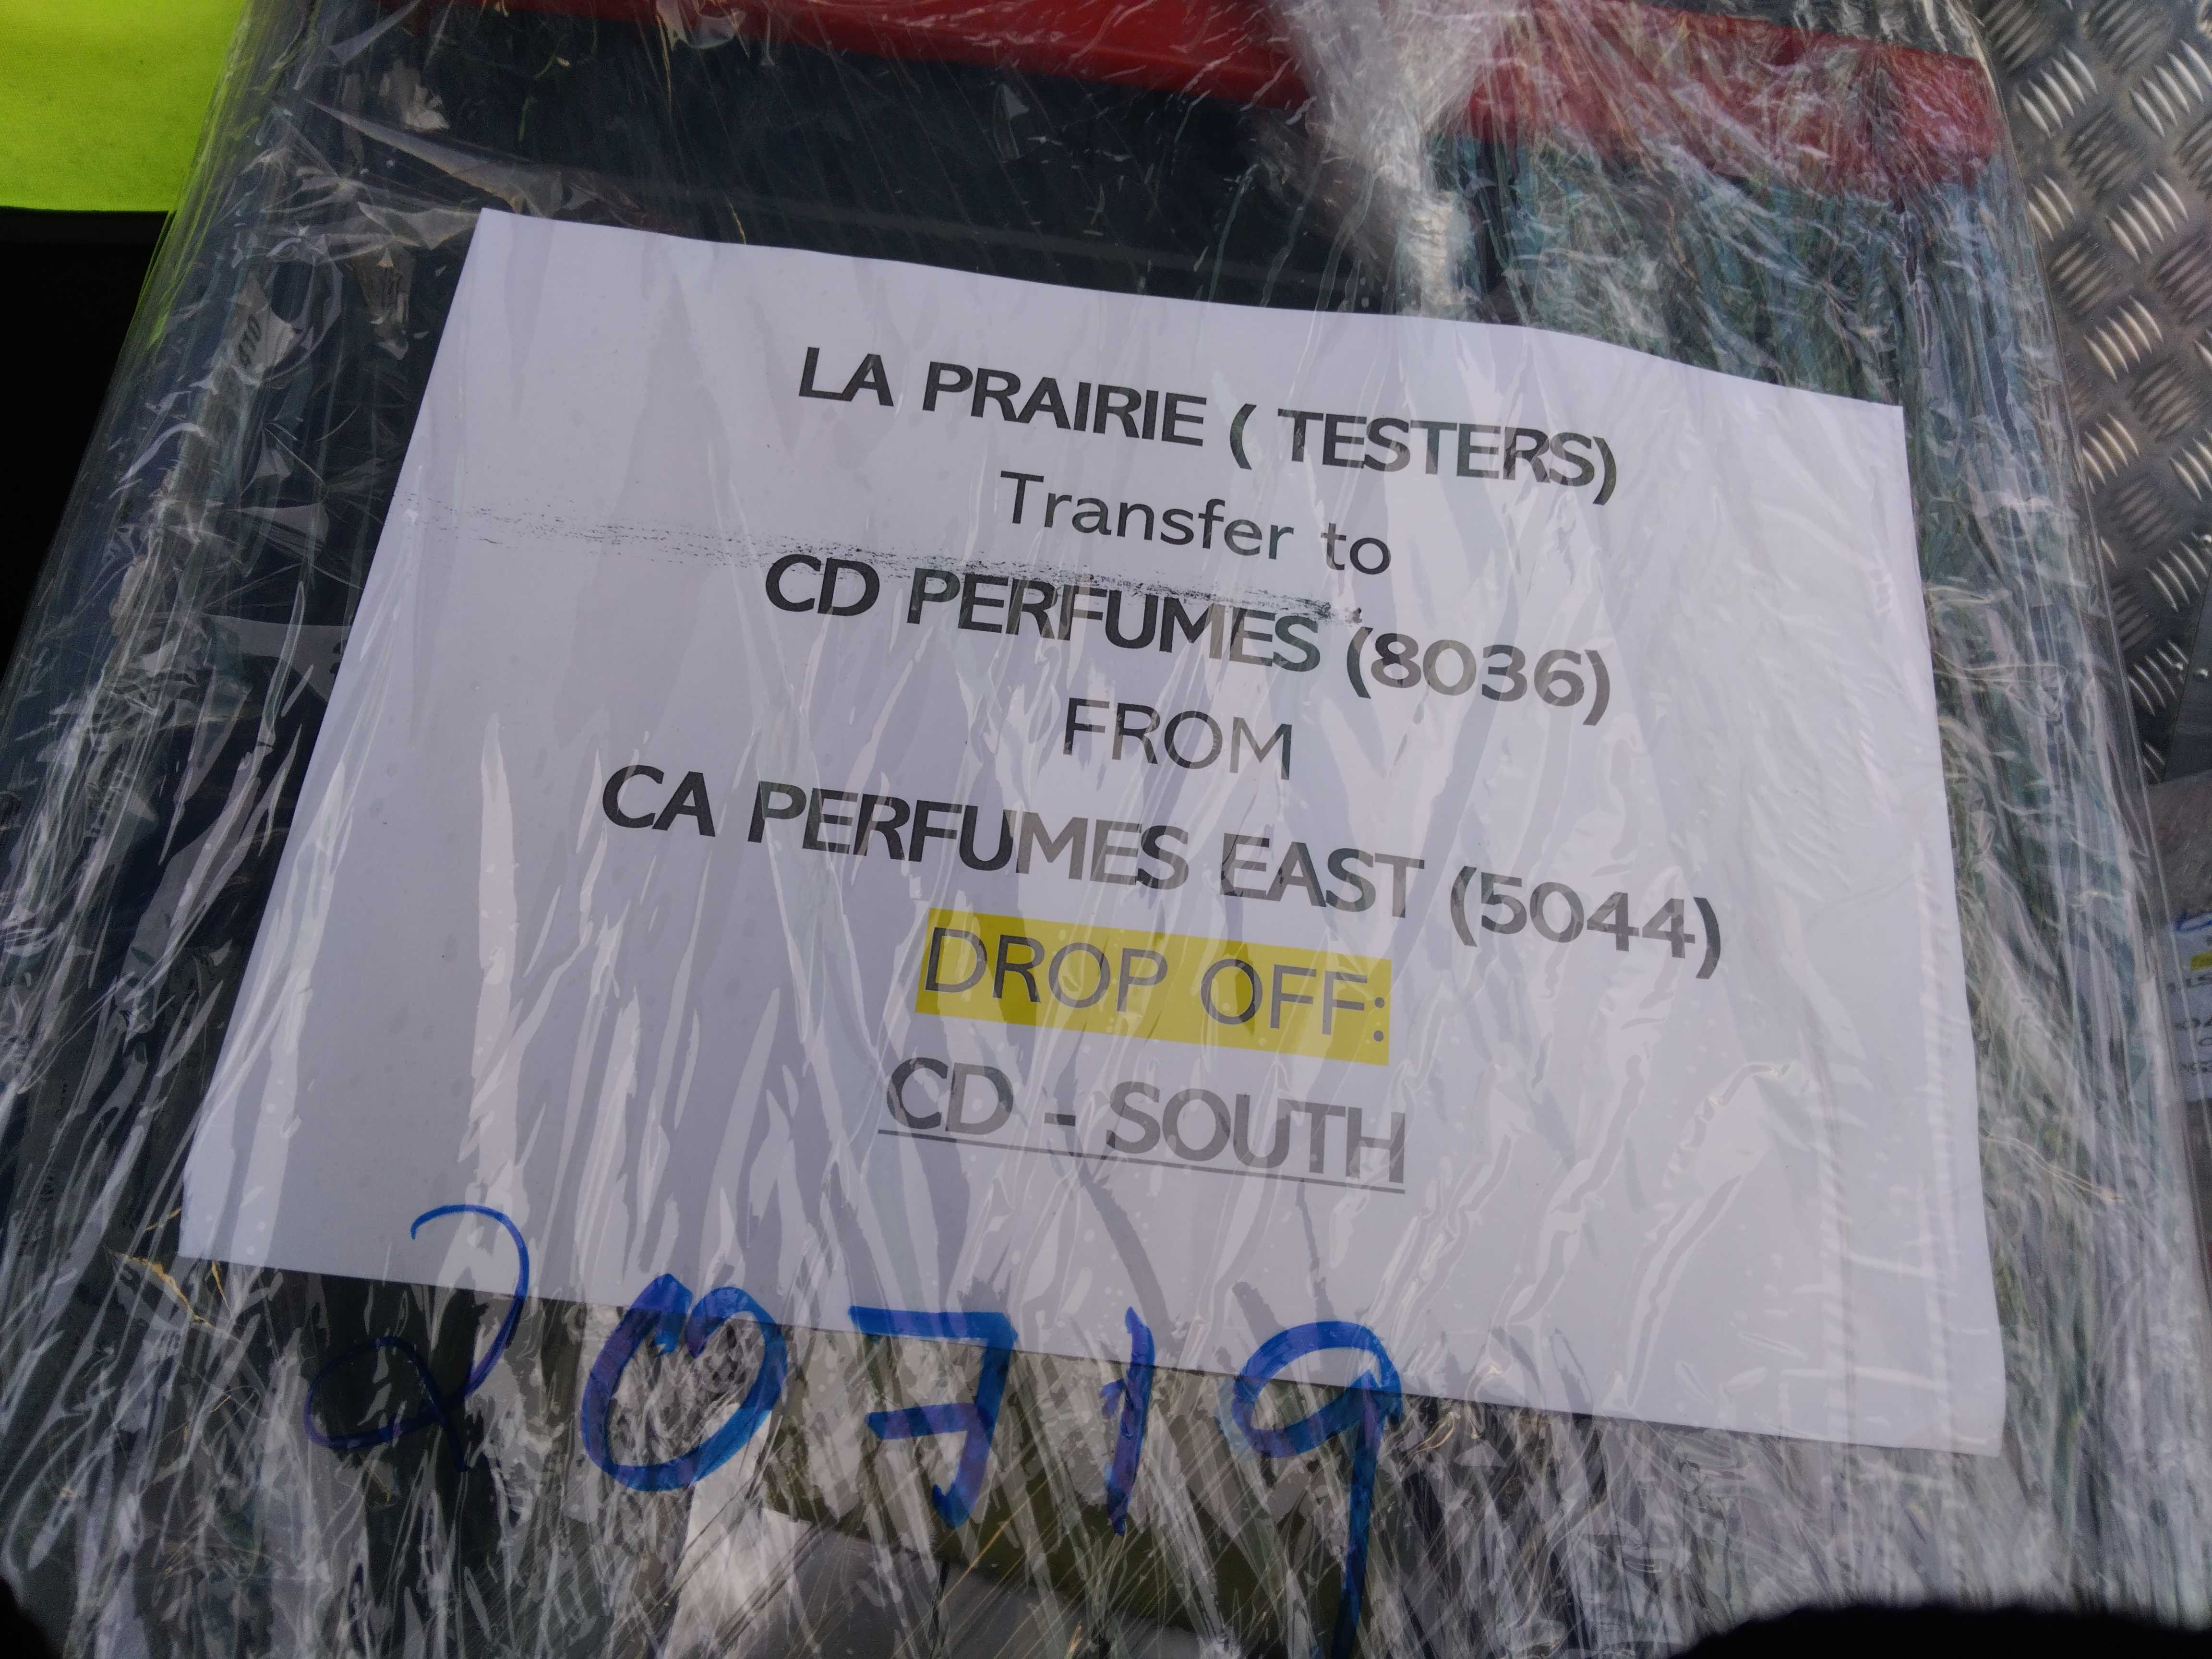 LA PRAIRIE ( TESTERS)
Transfer to
CD PERFUMES (8036)
FROM
CA PERFUMES EAST (5044)
DROP OFF:
CD - SOUTH
20719